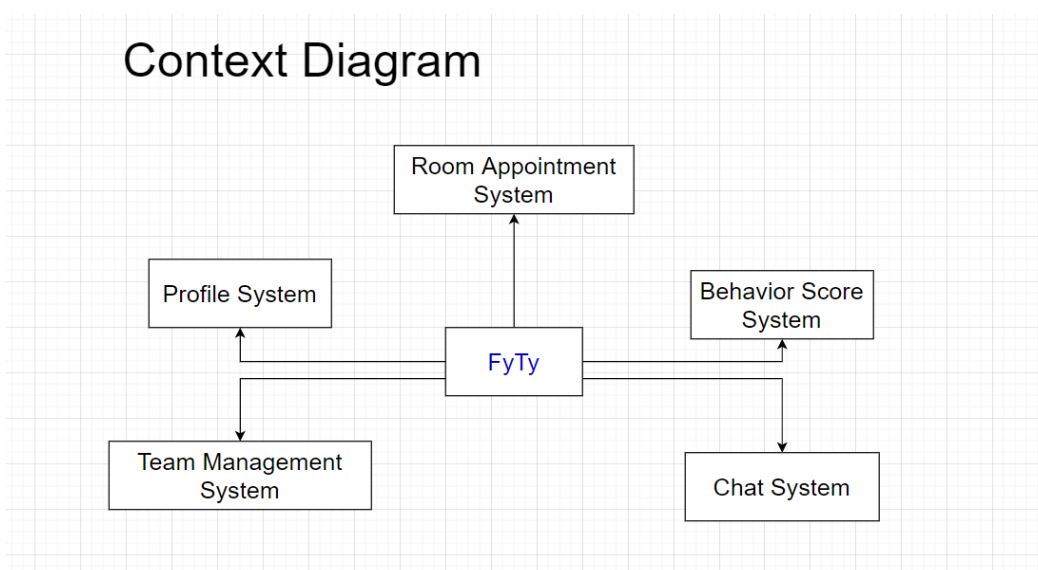 Context Diagram
Room Appointment
System
Profile System
Behavior Score
System
FyTy
Team Management
System
Chat System